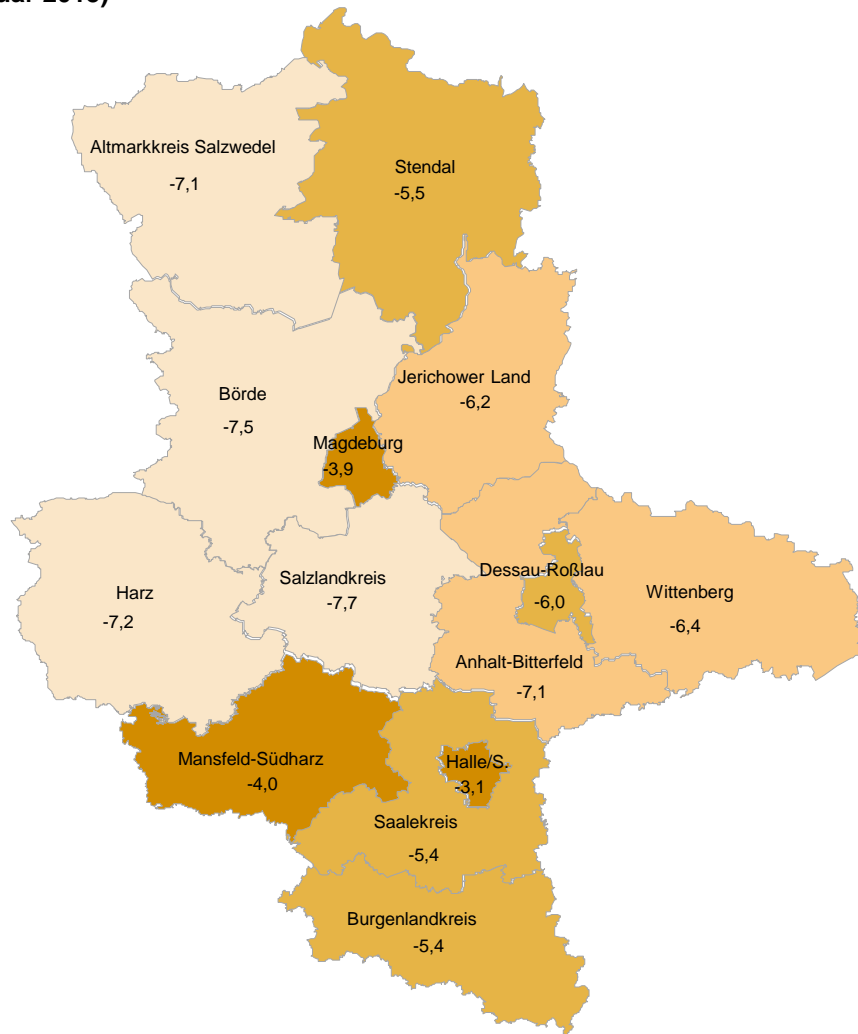 Altmarkkreis Salzwedel
-7,1
Stendal
-5,5
Jerichower Land
-6,2
Börde
-7,5
Magdeburg
-3,9
Harz
-7,2
Salzlandkreis
-7,7
Dessau-Roßlau
-6,0
Wittenberg
-6,4
Anhalt-Bitterfeld
-7,1
Mansfeld-Südharz
-4,0
Halle/S.
-3,1
Saalekreis
-5,4
Burgenlandkreis
-5,4